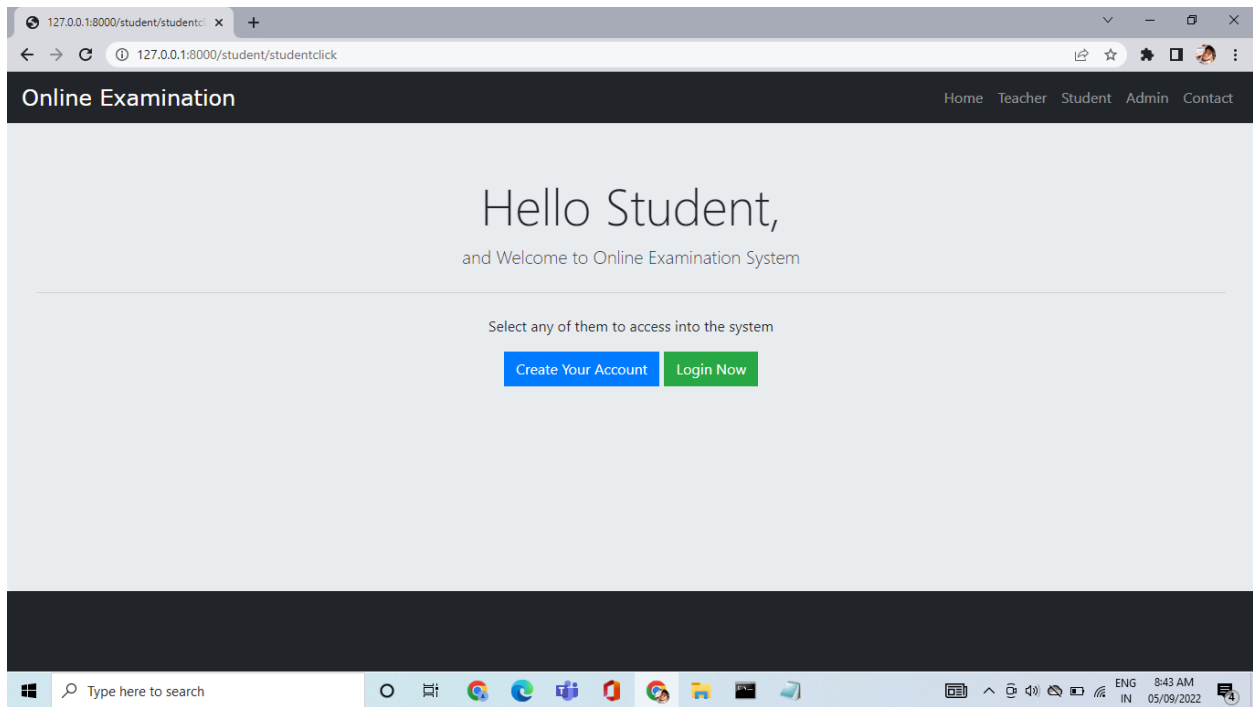 127.0.0.1:8000/student/studentcl
127.0.0.1:8000/student/studentclick
Online Examination
Home Teacher Student Admin Contact
Hello Student,
and Welcome to Online Examination System
Select any of them to access into the system
Create Your Account Login Now
Type here to search
ENG 8:43 AM
IN 05/09/2022
4